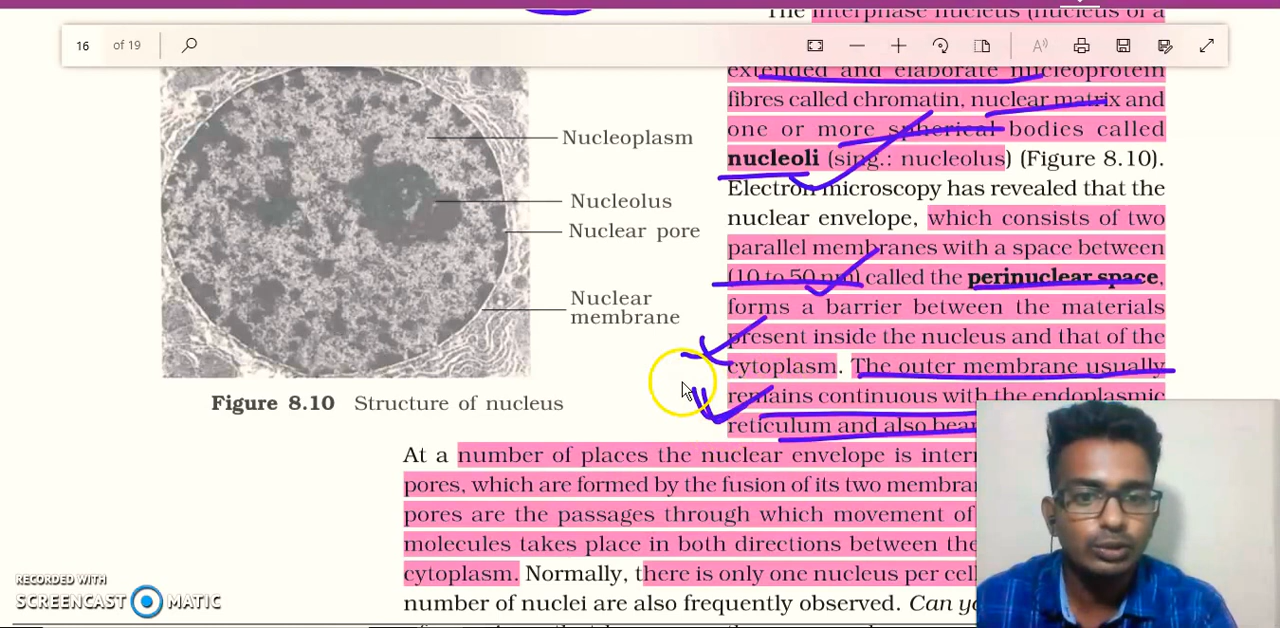 The interphase nucleus (nucleus of a
16 of 19
extended and elaborate nucleoprotein
fibres called chromatin, nuclear matrix and
one or more spherical bodies called
nucleoli (sing.: nucleolus) (Figure 8.10).
Electron microscopy has revealed that the
nuclear envelope, which consists of two
parallel membranes with a space between
(10 to 50 nm) called the perinuclear space,
forms a barrier between the materials
present inside the nucleus and that of the
cytoplasm. The outer membrane usually
remains continuous with the endoplasmic
reticulum and also bear
Nucleoplasm
Nucleolus
Nuclear pore
Nuclear
membrane
Figure 8.10 Structure of nucleus
At a number of places the nuclear envelope is inter
pores, which are formed by the fusion of its two membra
pores are the passages through which movement of
molecules takes place in both directions between the
cytoplasm. Normally, there is only one nucleus per cel
number of nuclei are also frequently observed. Can yo
RECORDED WITH
SCREENCAST MATIC